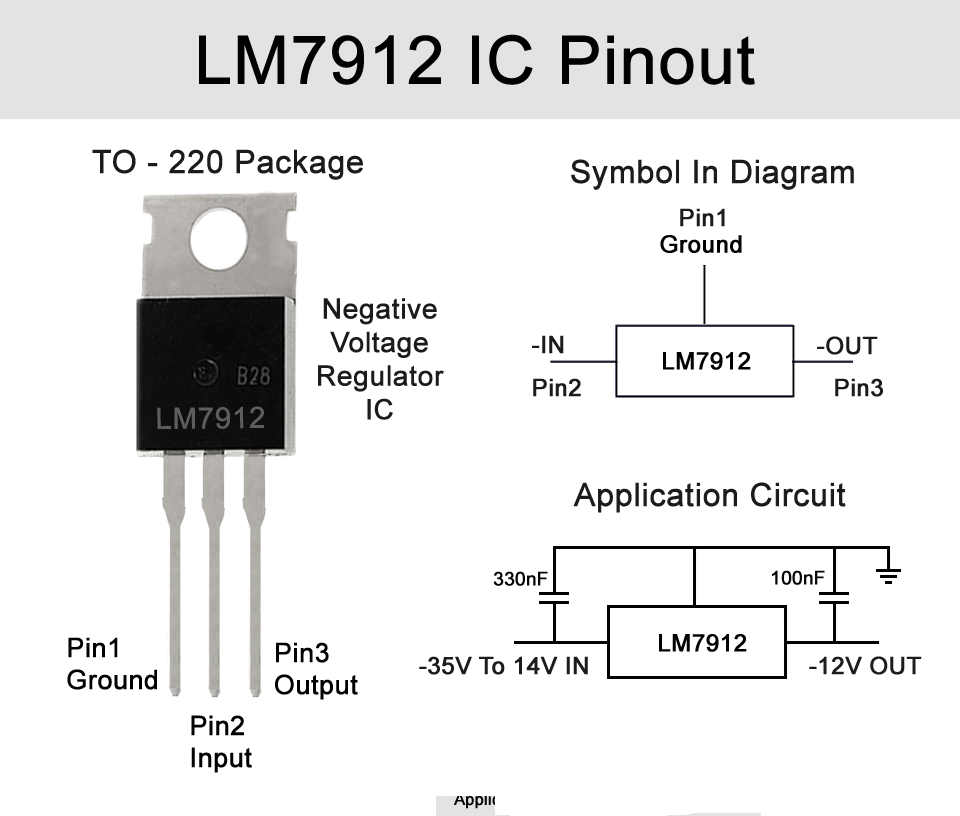 LM7912 IC Pinout
TO - 220 Package
Negative
Voltage
Regulator
IC
B28
LM7912
Pin1
Ground
Pin2
Input
Pin3
Output
Symbol In Diagram
Pin1
Ground
-IN
LM7912
-OUT
Pin2
Pin3
Application Circuit
330nF
100nF
LM7912
-35V To 14V IN
-12V OUT